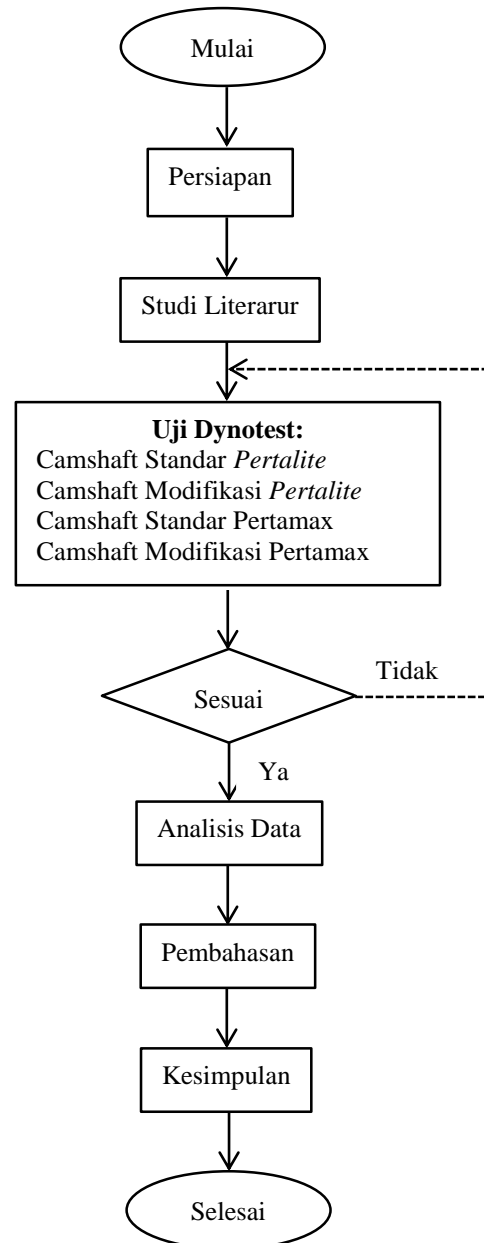 Mulai
Persiapan
Studi Literarur
Uji Dynotest:
Camshaft Standar Pertalite
Camshaft Modifikasi Pertalite
Camshaft Standar Pertamax
Camshaft Modifikasi Pertamax
Sesuai
Tidak
Ya
Analisis Data
Pembahasan
Kesimpulan
Selesai